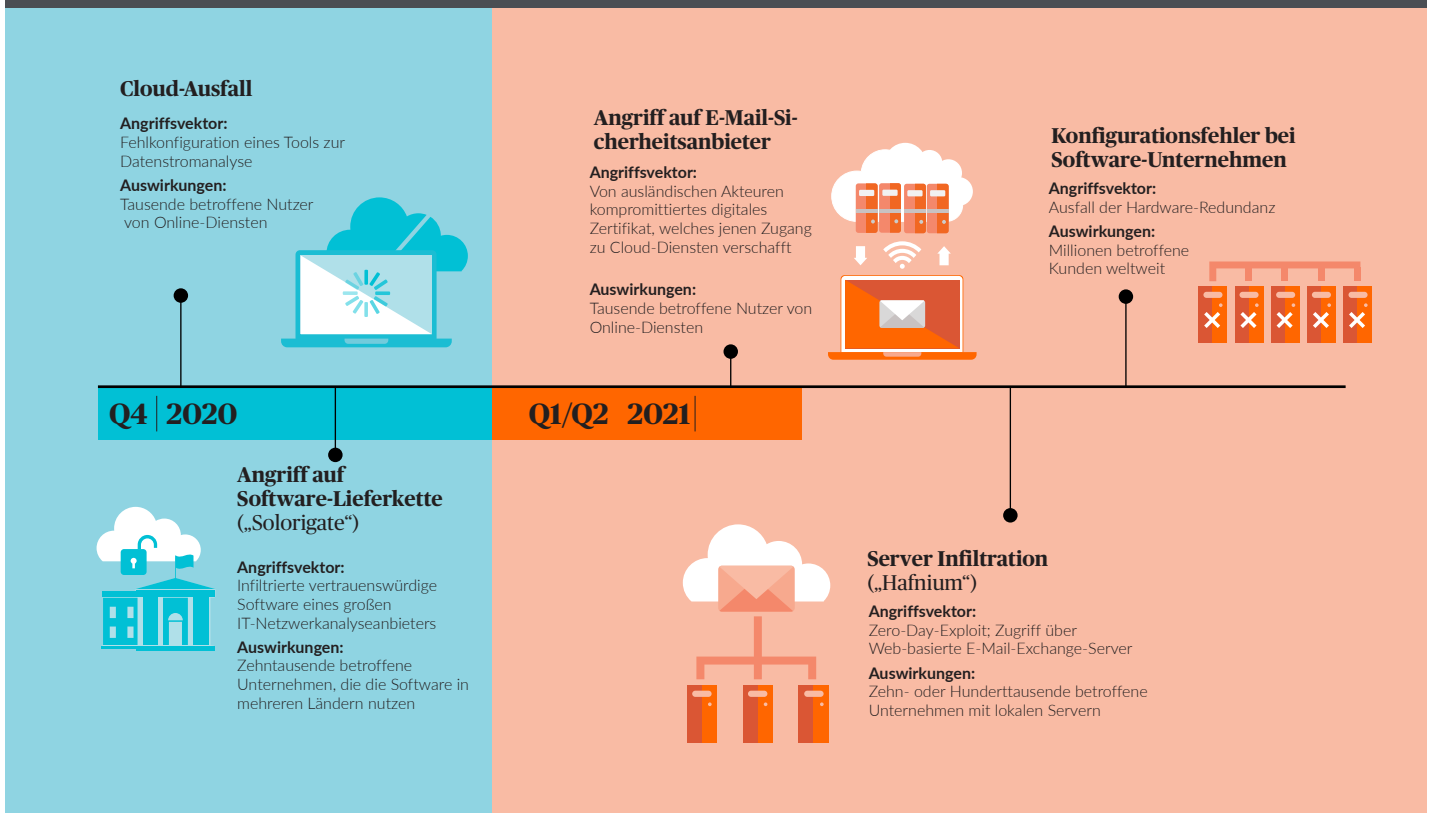 Cloud-Ausfall
Angriffsvektor:
Fehlkonfiguration eines Tools zur
Datenstromanalyse
Auswirkungen:
Tausende betroffene Nutzer
von Online-Diensten
Angriff auf E-Mail-Si-
cherheitsanbieter
Angriffsvektor:
Von ausländischen Akteuren
kompromittiertes digitales
Zertifikat, welches jenen Zugang
zu Cloud-Diensten verschafft
Auswirkungen:
Tausende betroffene Nutzer von
Online-Diensten
Konfigurationsfehler bei
Software-Unternehmen
Angriffsvektor:
Ausfall der Hardware-Redundanz
Auswirkungen:
Millionen betroffene
Kunden weltweit
Q4 | 2020
Q1/Q2 2021|
Angriff auf
Software-Lieferkette
(„Solorigate“)
Angriffsvektor:
Infiltrierte vertrauenswürdige
Software eines großen
IT-Netzwerkanalyseanbieters
Auswirkungen:
Zehntausende betroffene
Unternehmen, die die Software in
mehreren Ländern nutzen
Server Infiltration
(„Hafnium“)
Angriffsvektor:
Zero-Day-Exploit; Zugriff über
Web-basierte E-Mail-Exchange-Server
Auswirkungen:
Zehn- oder Hunderttausende betroffene
Unternehmen mit lokalen Servern